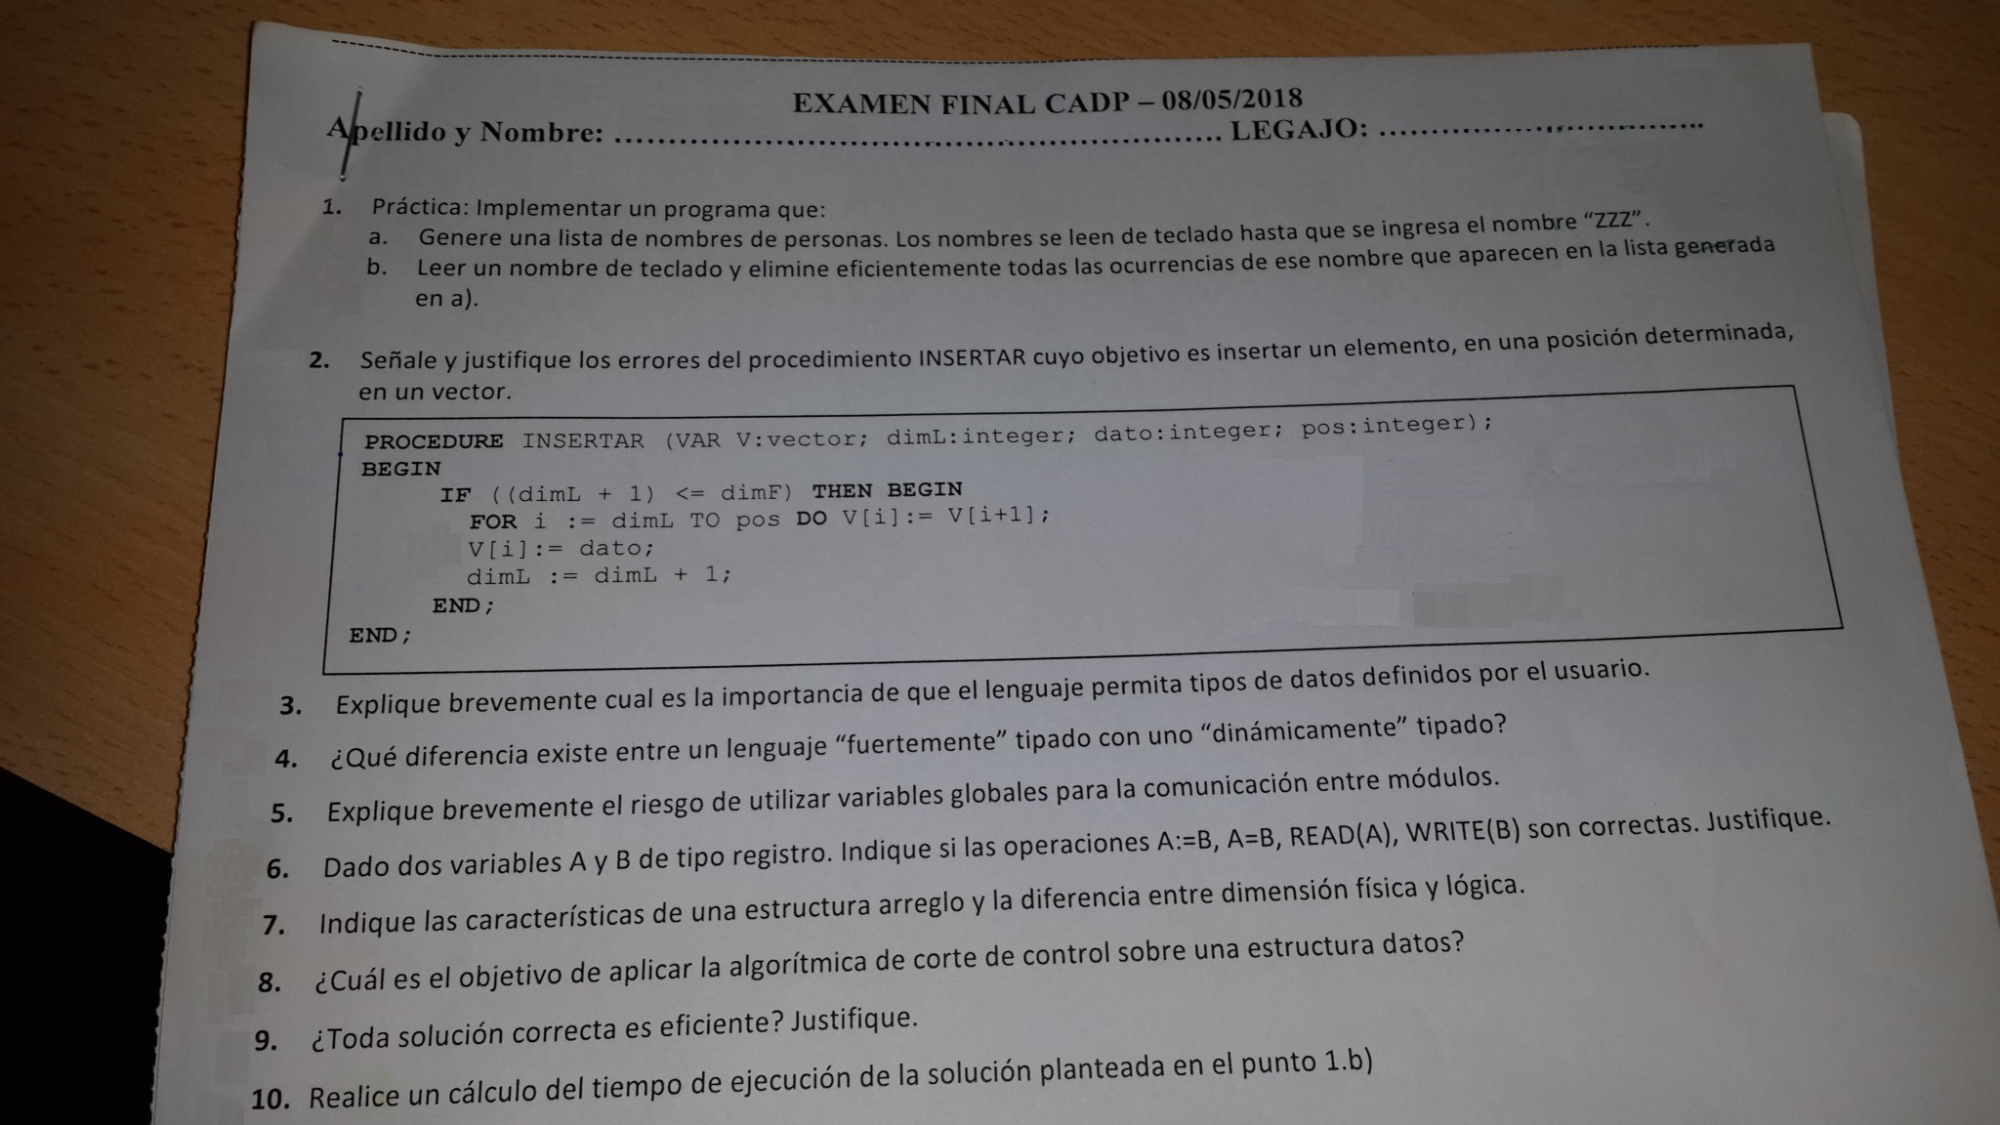 EXAMEN FINAL CADP – 08/05/2018
Apellido y Nombre: ........................................................... LEGAJO: ................................
1. Práctica: Implementar un programa que:
a. Genere una lista de nombres de personas. Los nombres se leen de teclado hasta que se ingresa el nombre “ZZZ”.
b. Leer un nombre de teclado y elimine eficientemente todas las ocurrencias de ese nombre que aparecen en la lista generada
en a).
2. Señale y justifique los errores del procedimiento INSERTAR cuyo objetivo es insertar un elemento, en una posición determinada,
en un vector.
PROCEDURE INSERTAR (VAR V:vector; dimL:integer; dato:integer; pos:integer);
BEGIN
IF ((dimL + 1) <= dimF) THEN BEGIN
FOR i := dimL TO pos DO V[i]:= V[i+1];
V[i]:= dato;
dimL := dimL + 1;
END;
END;
3. Explique brevemente cual es la importancia de que el lenguaje permita tipos de datos definidos por el usuario.
4. ¿Qué diferencia existe entre un lenguaje “fuertemente” tipado con uno “dinámicamente” tipado?
5. Explique brevemente el riesgo de utilizar variables globales para la comunicación entre módulos.
6. Dado dos variables A y B de tipo registro. Indique si las operaciones A:=B, A=B, READ(A), WRITE(B) son correctas. Justifique.
7. Indique las características de una estructura arreglo y la diferencia entre dimensión física y lógica.
8. ¿Cuál es el objetivo de aplicar la algorítmica de corte de control sobre una estructura datos?
9. ¿Toda solución correcta es eficiente? Justifique.
10. Realice un cálculo del tiempo de ejecución de la solución planteada en el punto 1.b)